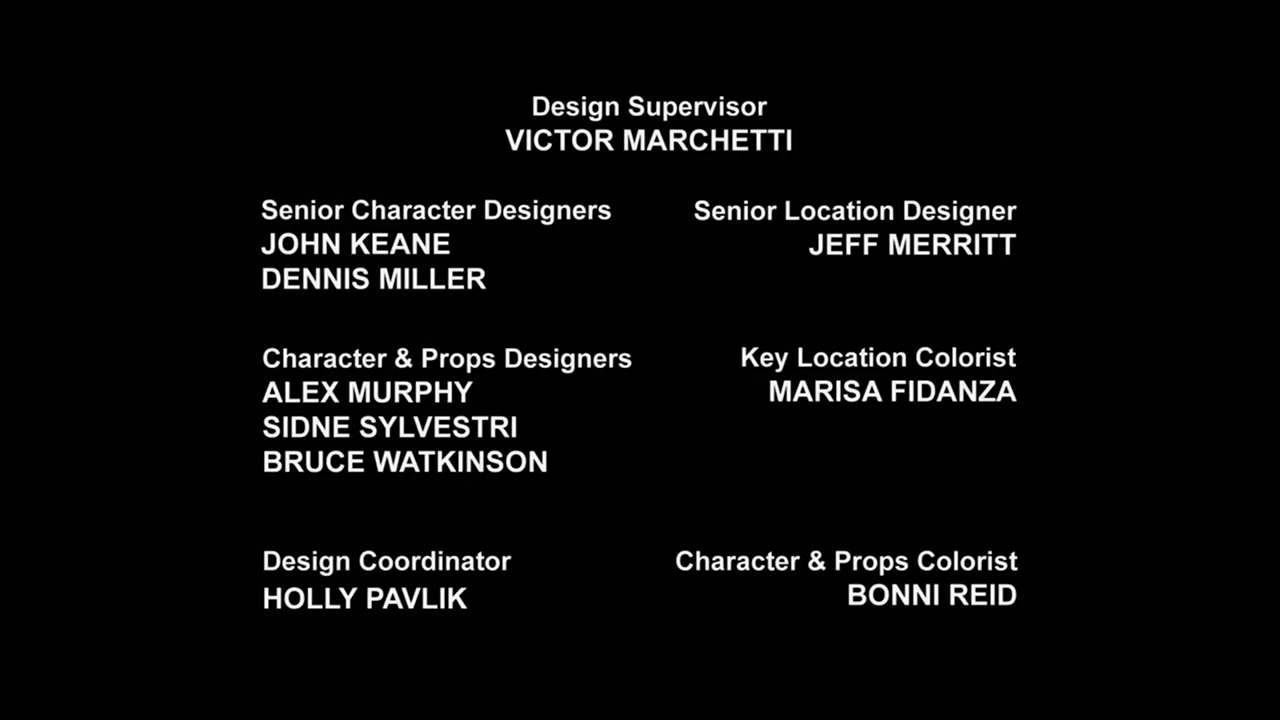 Design Supervisor
VICTOR MARCHETTI
Senior Character Designers
JOHN KEANE
DENNIS MILLER
Senior Location Designer
JEFF MERRITT
Character & Props Designers
ALEX MURPHY
SIDNE SYLVESTRI
BRUCE WATKINSON
Key Location Colorist
MARISA FIDANZA
Design Coordinator
HOLLY PAVLIK
Character & Props Colorist
BONNI REID